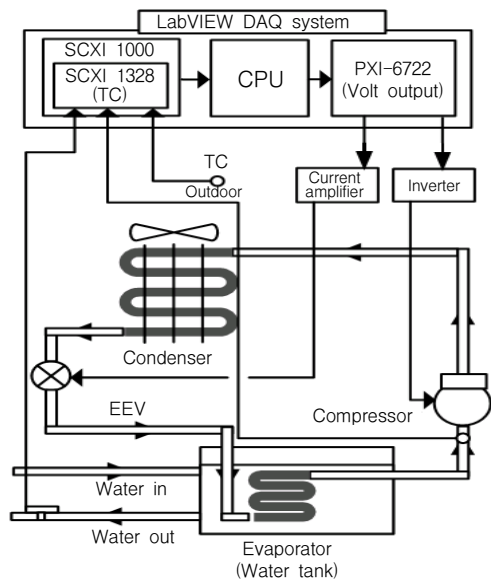 LabVIEW DAQ system
SCXI 1000
SCXI 1328
(TC)
CPU
PXI-6722
(Volt output)
TC
Outdoor
Current
amplifier
Inverter
Condenser
EEV
Compressor
Water in
Water out
Evaporator
(Water tank)